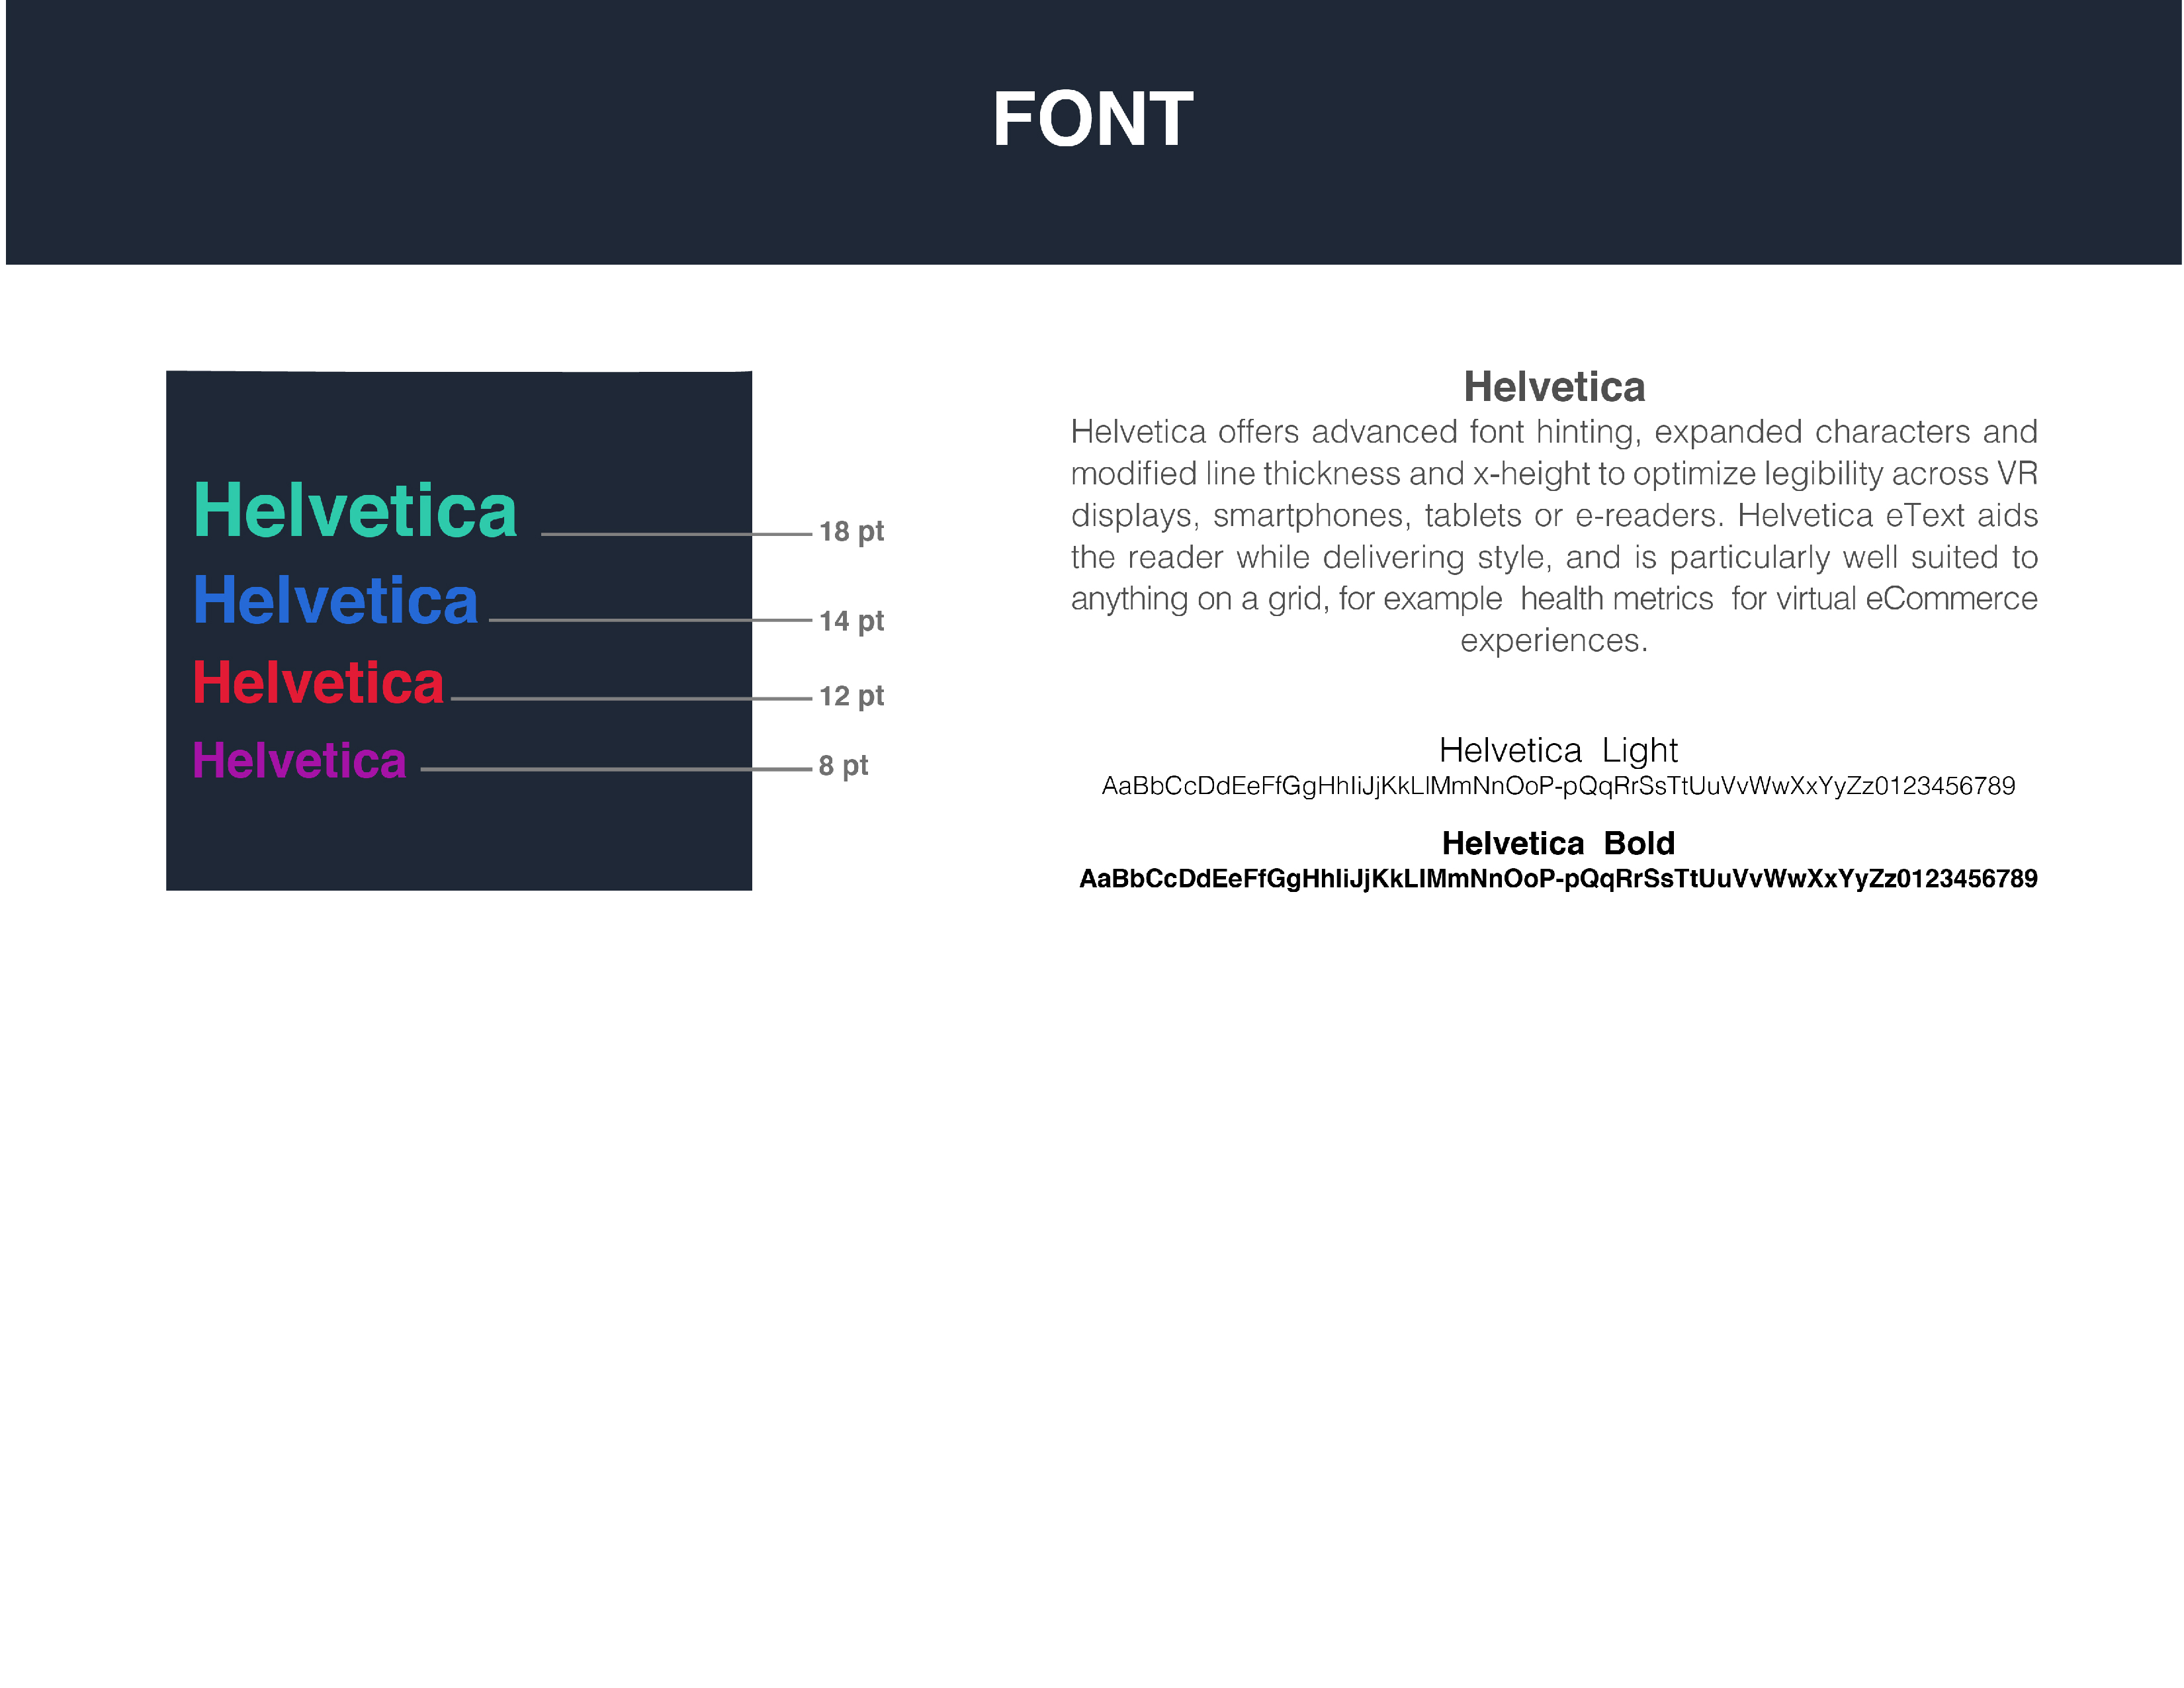 FONT
Helvetica
18 pt
Helvetica
14 pt
Helvetica
12 pt
Helvetica
8 pt
Helvetica
Helvetica offers advanced font hinting, expanded characters and
modified line thickness and x-height to optimize legibility across VR
displays, smartphones, tablets or e-readers. Helvetica eText aids
the reader while delivering style, and is particularly well suited to
anything on a grid, for example health metrics for virtual eCommerce
experiences.
Helvetica Light
AaBbCcDdEeFfGgHhIiJjKkLlMmNnOoP-pQqRrSsTtUuVvWwXxYyZz0123456789
Helvetica Bold
AaBbCcDdEeFfGgHhIiJjKkLlMmNnOoP-pQqRrSsTtUuVvWwXxYyZz0123456789